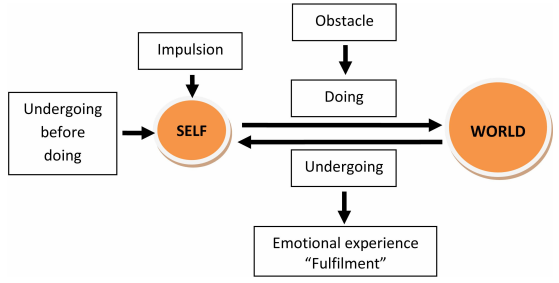 Obstacle
Impulsion
Doing
Undergoing
before
doing
SELF
WORLD
Undergoing
Emotional experience
“Fulfilment”